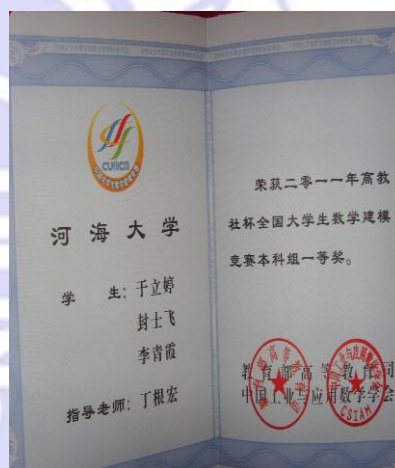 CUMCM
河海大学
学 生：于立婷
封士飞
李青霞
指导老师：丁根宏
荣获二零一一年高教
社杯全国大学生数学建模
竞赛本科组一等奖。
教育部高等教育司
中国工业与应用数学学会
CSIAM